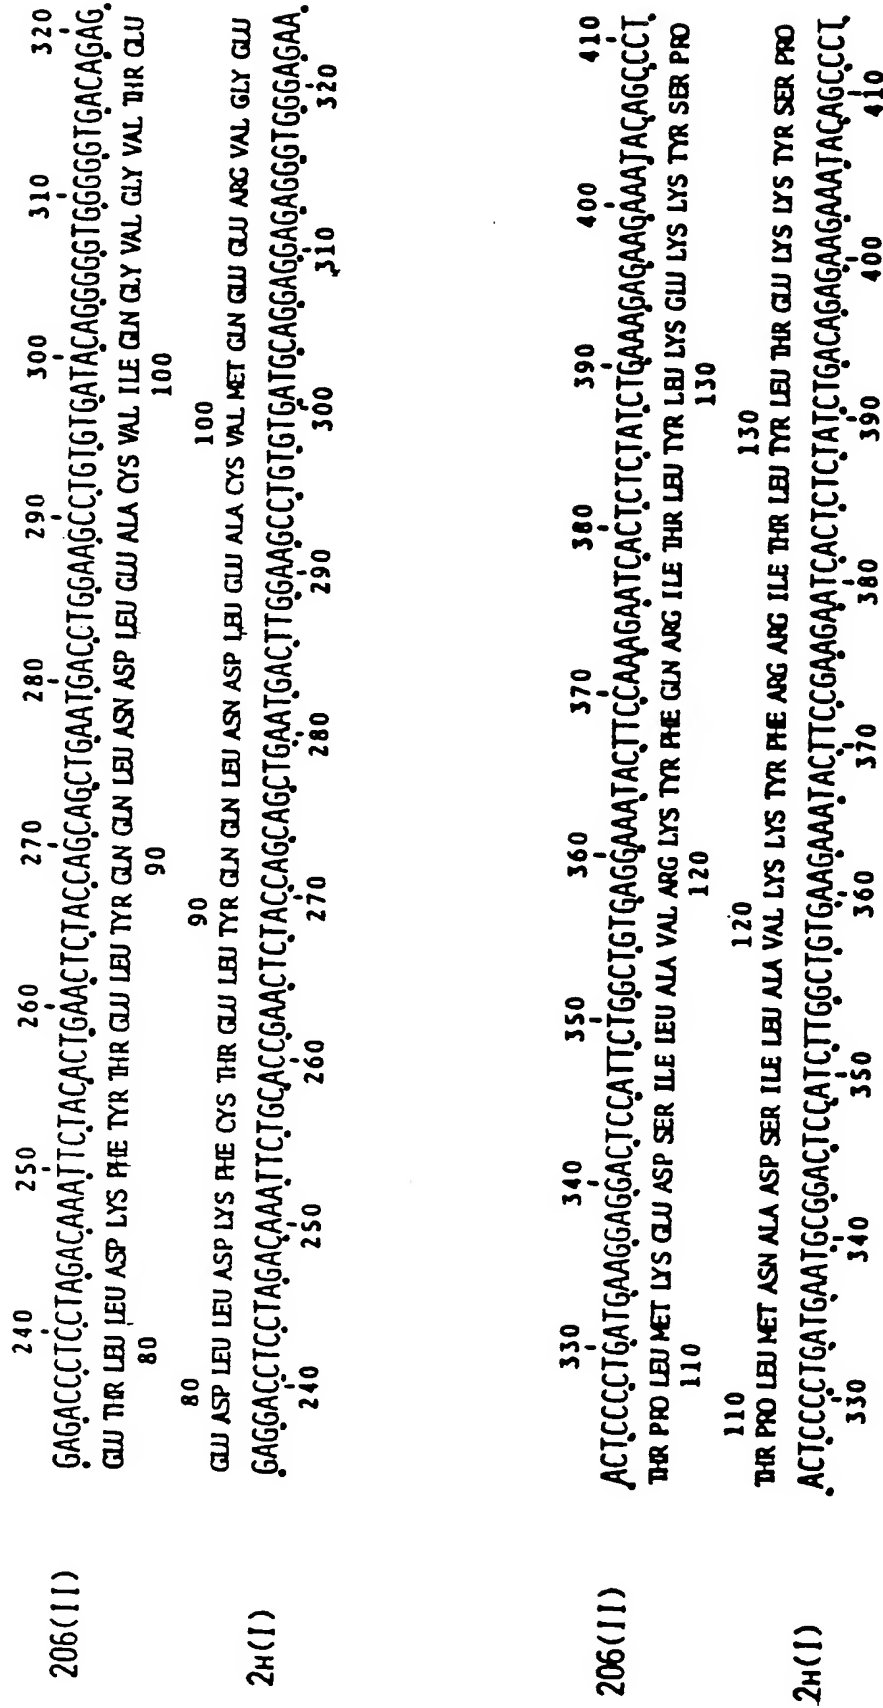 240 250 260 270 280 290 300 310 320
206(II) GAGACCCTCCTAGACAAATTCTACACTGAACTCTACCAGCAGCTGAATGACCTGGAAGCCTGTGTGATACAGGGGGTGGGGGTGACAGAG
GLU THR LEU LEU ASP LYS PHE TYR THR GLU LEU TYR GLN GLN LEU ASN ASP LEU GLU ALA CYS VAL ILE GLN GLY VAL GLY VAL THR GLU
80 90 100
80 90 100
GLU ASP LEU LEU ASP LYS PHE CYS THR GLU LEU TYR GLN GLN LEU ASN ASP LEU GLU ALA CYS VAL MET GLN GLU GLU ARG VAL GLY GLU
2H(I) GAGGACCTCCTAGACAAATTCTGCACCGAACTCTACCAGCAGCTGAATGACTTGGAAGCCTGTGTGATGCAGGAGGAGAGGGTGGGAGAA
240 250 260 270 280 290 300 310 320
330 340 350 360 370 380 390 400 410
206(II) ACTCCCCTGATGAAGGAGGACTCCATTCTGGCTGTGAGGAAATACTTCCAAAGAATCACTCTCTATCTGAAAGAGAAGAAATACAGCCCT
THR PRO LEU MET LYS GLU ASP SER ILE LEU ALA VAL ARG LYS TYR PHE GLN ARG ILE THR LEU TYR LEU LYS GLU LYS LYS TYR SER PRO
110 120 130
110 120 130
THR PRO LEU MET ASN ALA ASP SER ILE LEU ALA VAL LYS LYS TYR PHE ARG ARG ILE THR LEU TYR LEU THR GLU LYS LYS TYR SER PRO
2H(I) ACTCCCCTGATGAATGCGGACTCCATCTTGGCTGTGAAGAAATACTTCCGAAGAATCACTCTCTATCTGACAGAGAAGAAATACAGCCCT
330 340 350 360 370 380 390 400 410